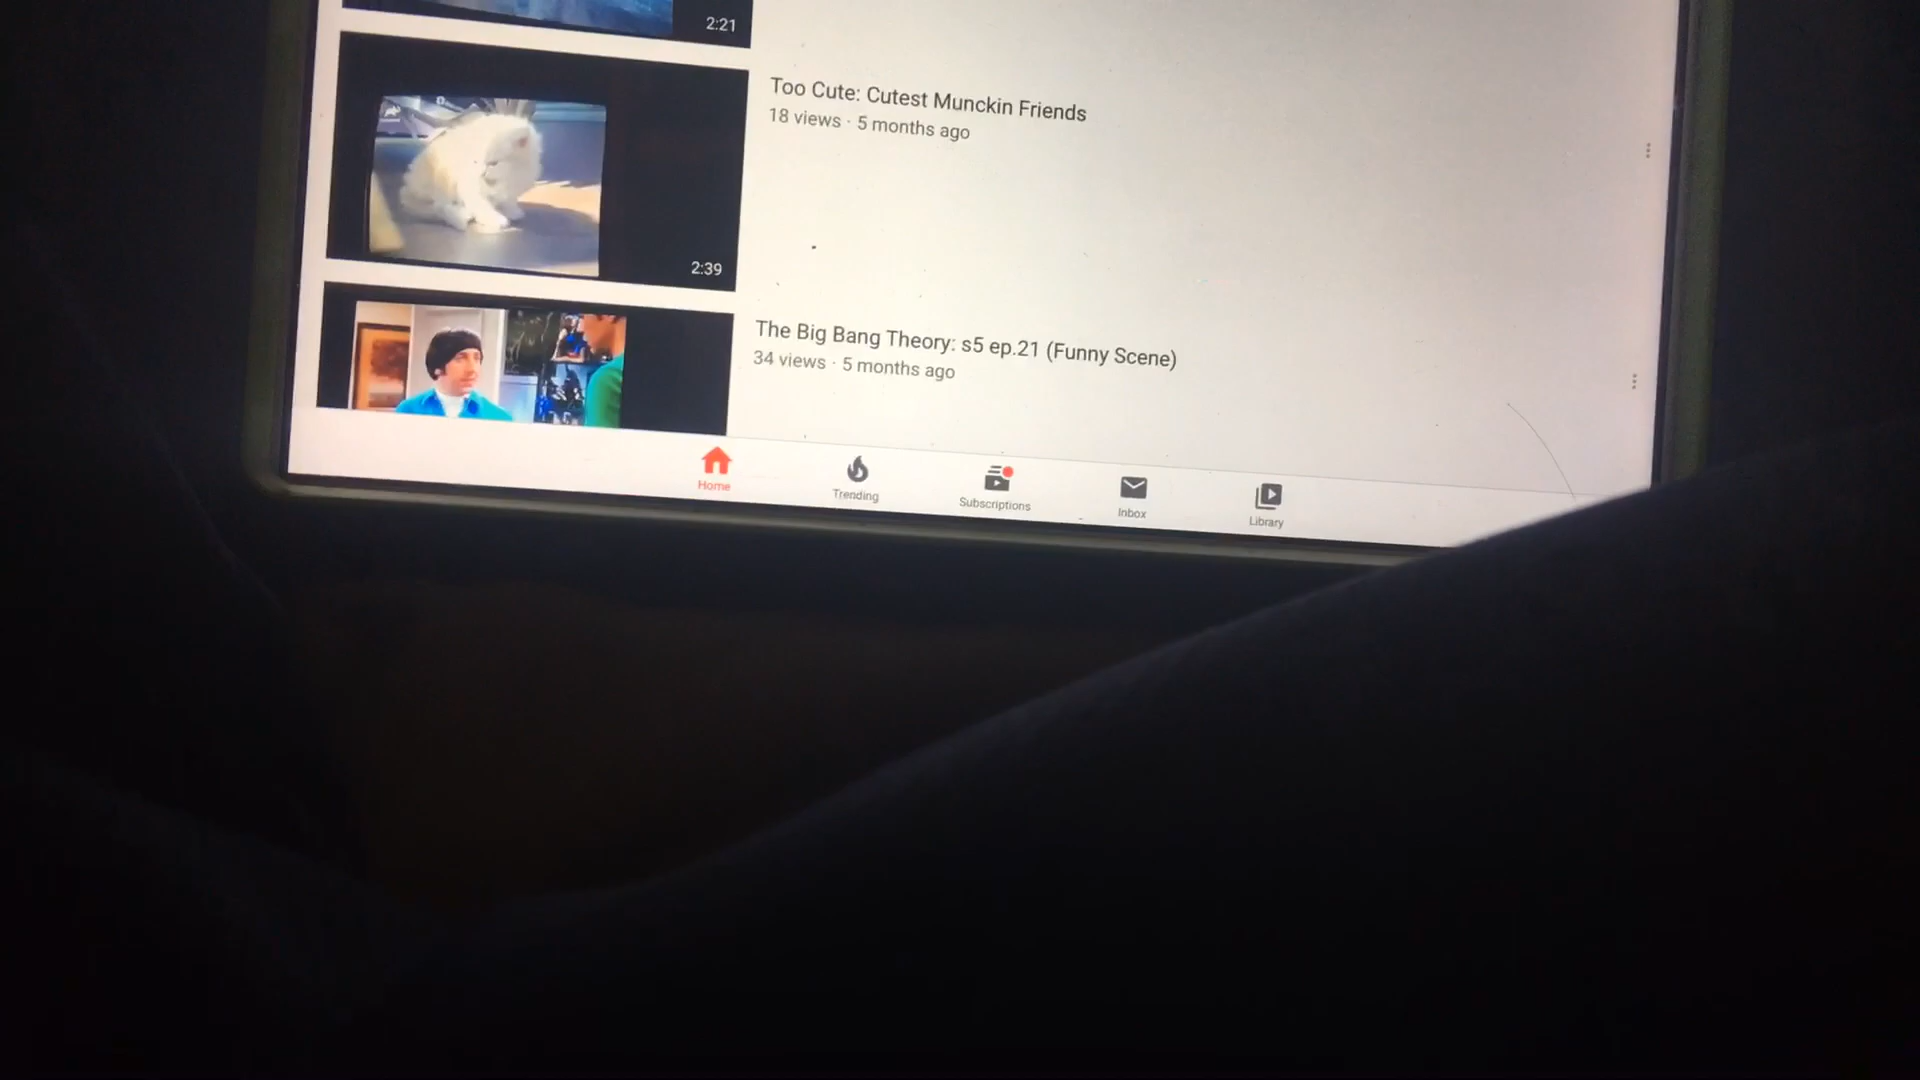 2:21
Too Cute: Cutest Munckin Friends
18 views · 5 months ago
2:39
The Big Bang Theory: s5 ep.21 (Funny Scene)
34 views · 5 months ago
Home
Trending
Subscriptions
Inbox
Library